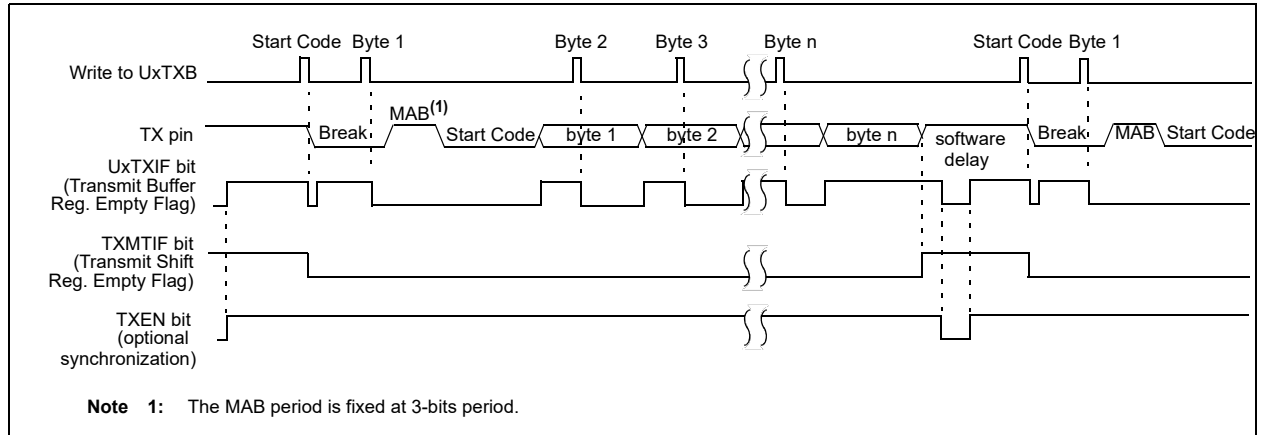 Start Code Byte 1 Byte 2 Byte 3 Byte n Start Code Byte 1
Write to UxTXB
MAB(1)
TX pin Break Start Code byte 1 byte 2 byte n software Break MAB Start Code
delay
UxTXIF bit
(Transmit Buffer
Reg. Empty Flag)
TXMTIF bit
(Transmit Shift
Reg. Empty Flag)
TXEN bit
(optional
synchronization)
Note 1: The MAB period is fixed at 3-bits period.